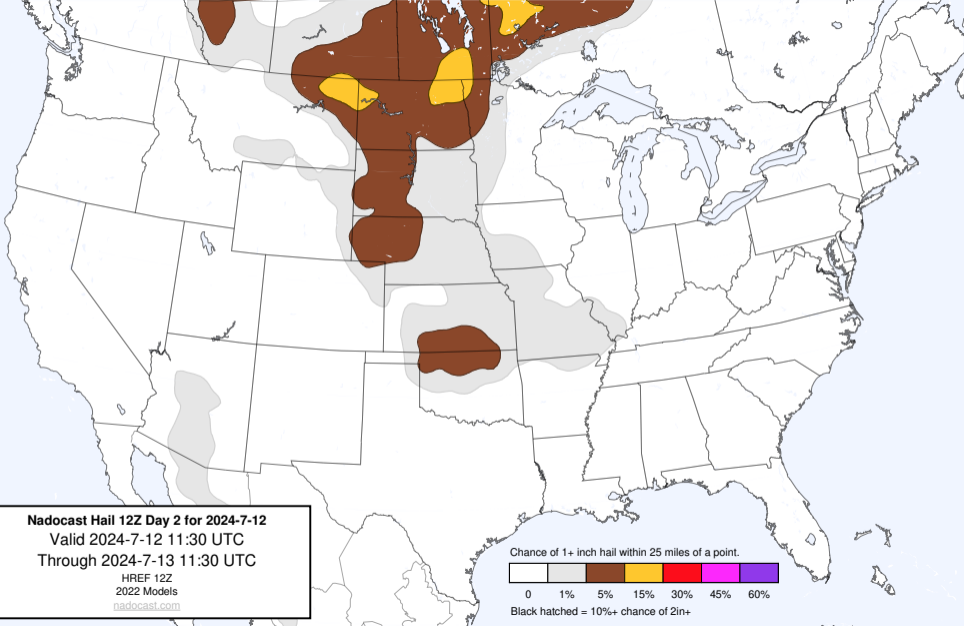 Nadocast Hail 12Z Day 2 for 2024-7-12
Valid 2024-7-12 11:30 UTC
Through 2024-7-13 11:30 UTC
HREF 12Z
2022 Models
nadocast.com
Chance of 1+ inch hail within 25 miles of a point.
0 1% 5% 15% 30% 45% 60%
Black hatched = 10%+ chance of 2in+